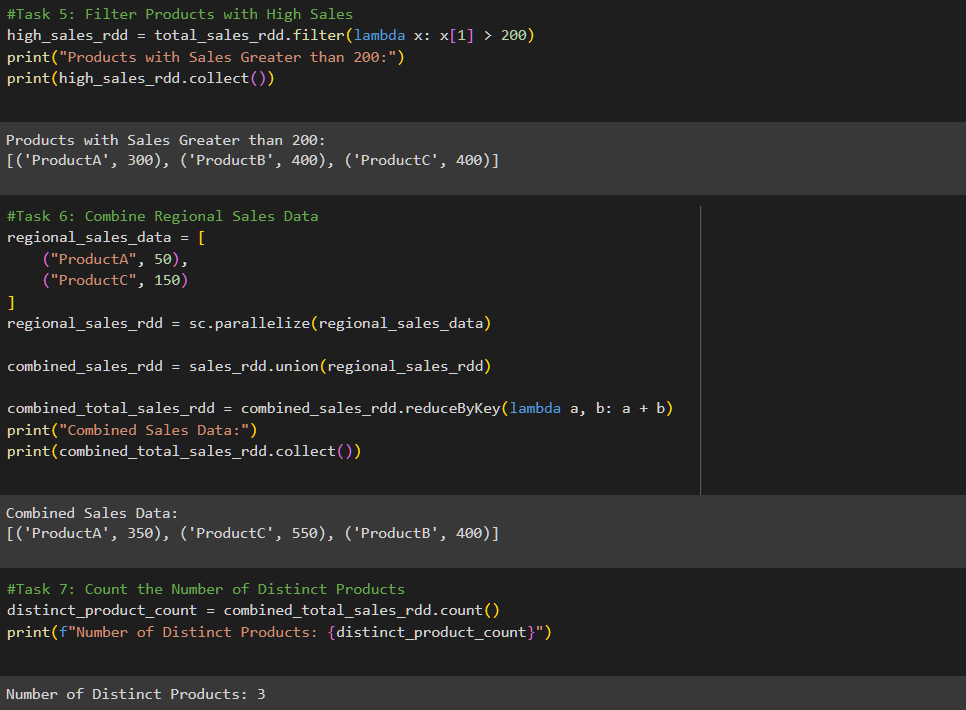 #Task 5: Filter Products with High Sales
high_sales_rdd = total_sales_rdd.filter(lambda x: x[1] > 200)
print("Products with Sales Greater than 200:")
print(high_sales_rdd.collect())
Products with Sales Greater than 200:
[('ProductA', 300), ('ProductB', 400), ('ProductC', 400)]
#Task 6: Combine Regional Sales Data
regional_sales_data = [
    ("ProductA", 50),
    ("ProductC", 150)
]
regional_sales_rdd = sc.parallelize(regional_sales_data)
combined_sales_rdd = sales_rdd.union(regional_sales_rdd)
combined_total_sales_rdd = combined_sales_rdd.reduceByKey(lambda a, b: a + b)
print("Combined Sales Data:")
print(combined_total_sales_rdd.collect())
Combined Sales Data:
[('ProductA', 350), ('ProductC', 550), ('ProductB', 400)]
#Task 7: Count the Number of Distinct Products
distinct_product_count = combined_total_sales_rdd.count()
print(f"Number of Distinct Products: {distinct_product_count}")
Number of Distinct Products: 3